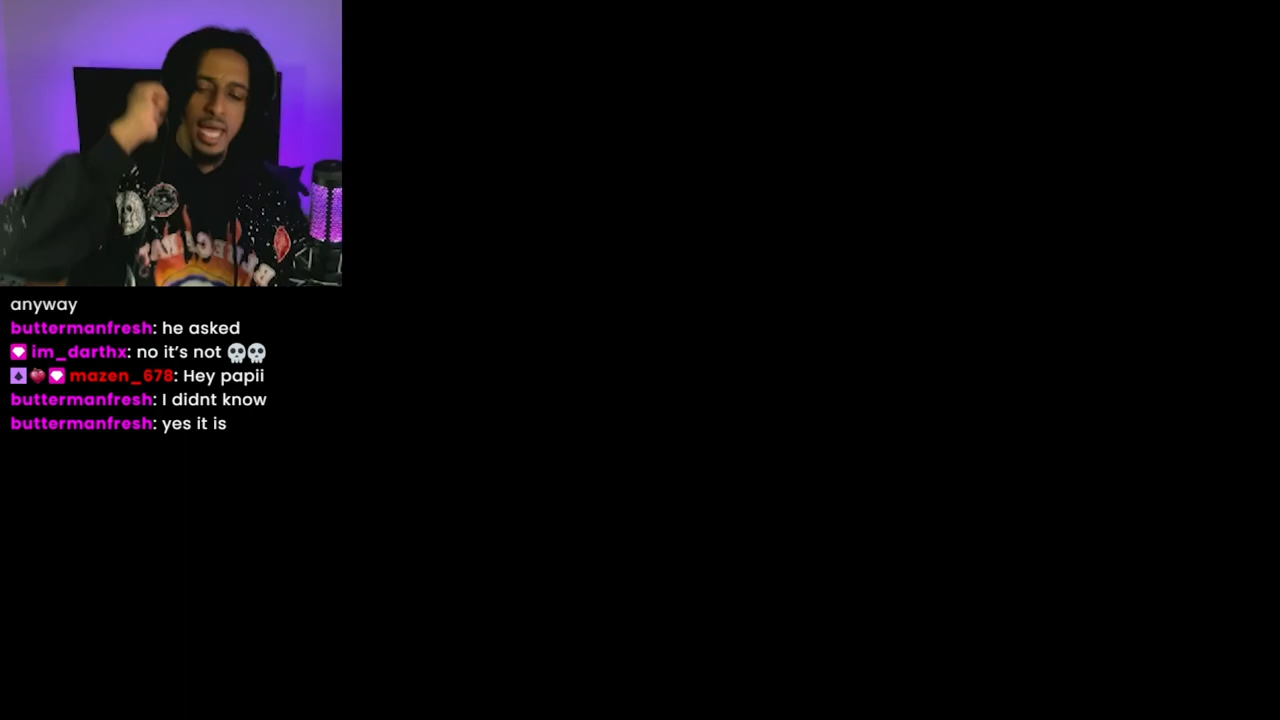 anyway
buttermanfresh: he asked
im_darthx: no it’s not 💀💀
mazen_678: Hey papii
buttermanfresh: I didnt know
buttermanfresh: yes it is